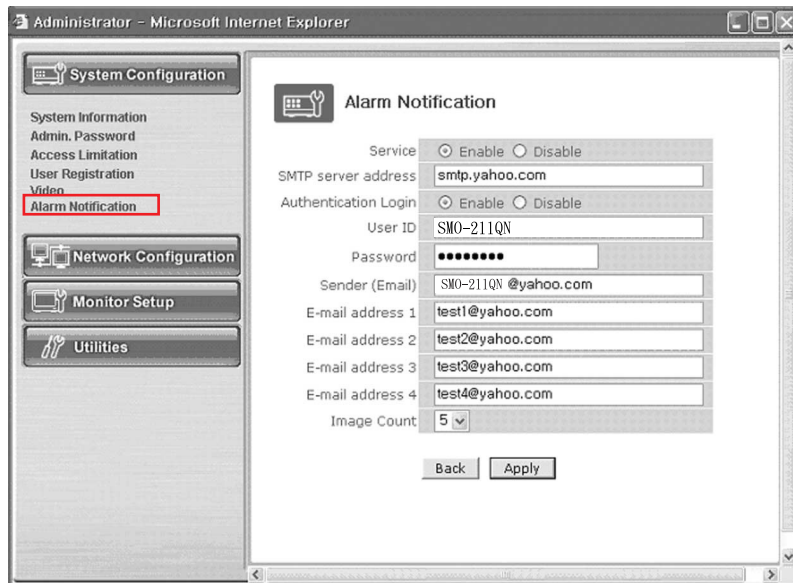 Administrator - Microsoft Internet Explorer
System Configuration
System Information
Admin. Password
Access Limitation
User Registration
Video
Alarm Notification
Network Configuration
Monitor Setup
Utilities
Alarm Notification
Service Enable Disable
SMTP server address smtp.yahoo.com
Authentication Login Enable Disable
User ID SMO-211QN
Password ●●●●●●●●
Sender (Email) SMO-211QN @yahoo.com
E-mail address 1 test1@yahoo.com
E-mail address 2 test2@yahoo.com
E-mail address 3 test3@yahoo.com
E-mail address 4 test4@yahoo.com
Image Count 5
Back Apply